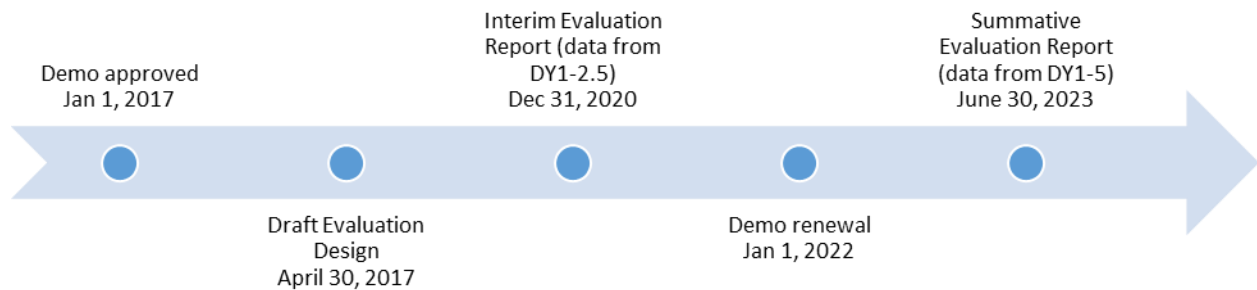 Demo approved
Jan 1, 2017
Draft Evaluation
Design
April 30, 2017
Interim Evaluation
Report (data from
DY1-2.5)
Dec 31, 2020
Demo renewal
Jan 1, 2022
Summative
Evaluation Report
(data from DY1-5)
June 30, 2023